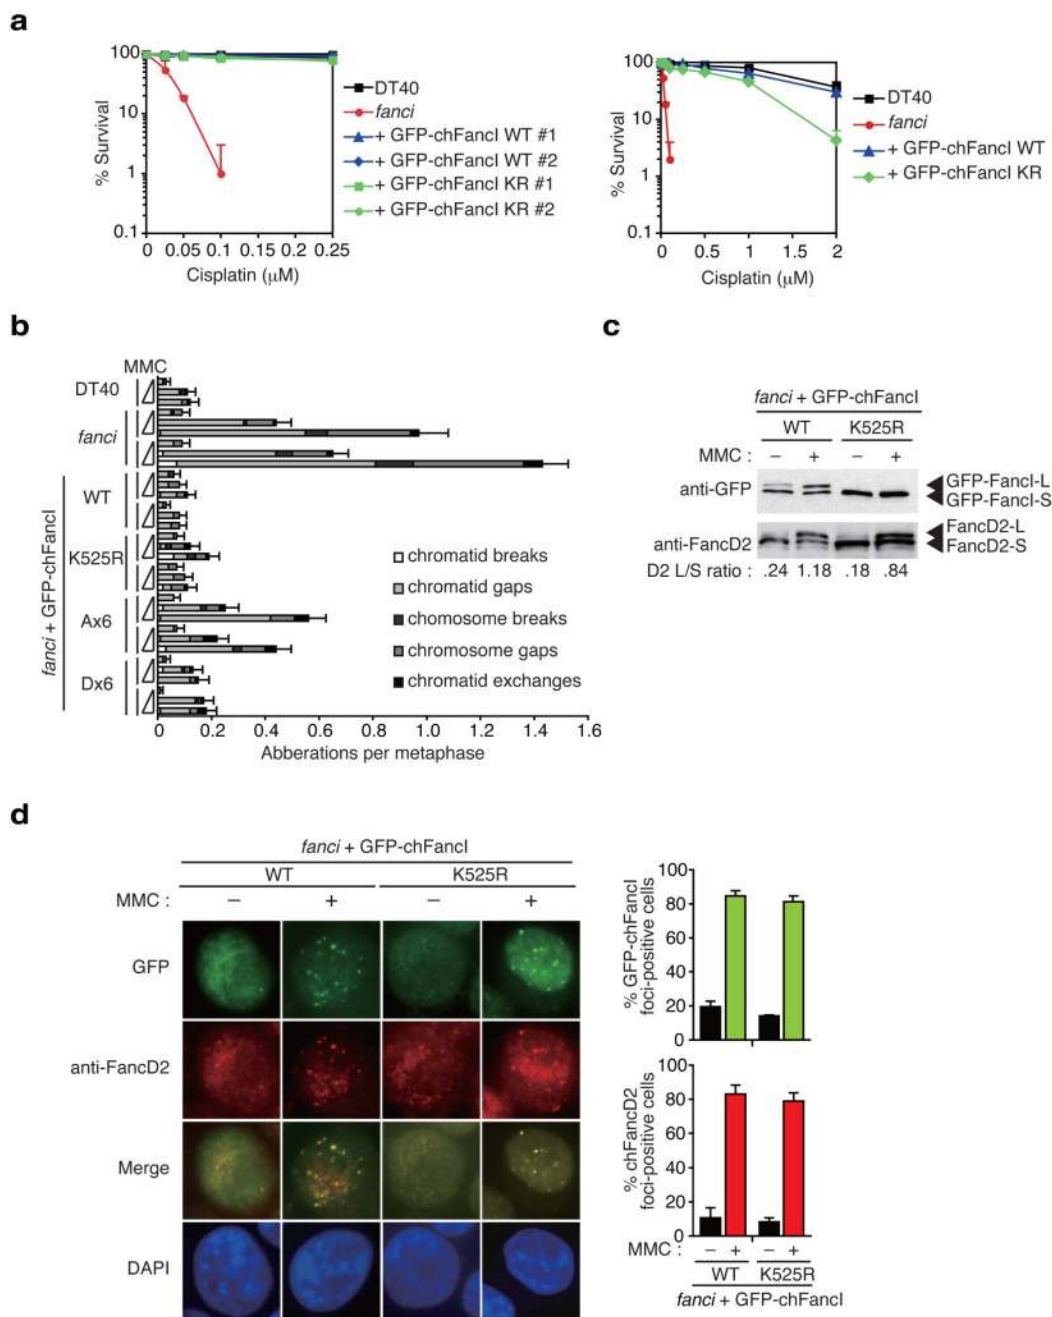 a
100
10
1
0.1
% Survival
0
0.05
0.1
0.15
0.2
0.25
Cisplatin (μM)
DT40
fanci
+ GFP-chFancI WT #1
+ GFP-chFancI WT #2
+ GFP-chFancI KR #1
+ GFP-chFancI KR #2
100
10
1
0.1
% Survival
0
0.5
1
1.5
2
Cisplatin (μM)
DT40
fanci
+ GFP-chFancI WT
+ GFP-chFancI KR
b
MMC
DT40
fanci
WT
K525R
Ax6
Dx6
fanci + GFP-chFancI
chromatid breaks
chromatid gaps
chomosome breaks
chromosome gaps
chromatid exchanges
0
0.2
0.4
0.6
0.8
1.0
1.2
1.4
1.6
Abberations per metaphase
c
fanci + GFP-chFancI
WT K525R
MMC : – + – +
anti-GFP
GFP-FancI-L
GFP-FancI-S
anti-FancD2
FancD2-L
FancD2-S
D2 L/S ratio : .24 1.18 .18 .84
d
fanci + GFP-chFancI
WT K525R
MMC : – + – +
GFP
anti-FancD2
Merge
DAPI
100
80
60
40
20
0
% GFP-chFancI
foci-positive cells
100
80
60
40
20
0
% chFancD2
foci-positive cells
MMC : – + – +
WT K525R
fanci + GFP-chFancI